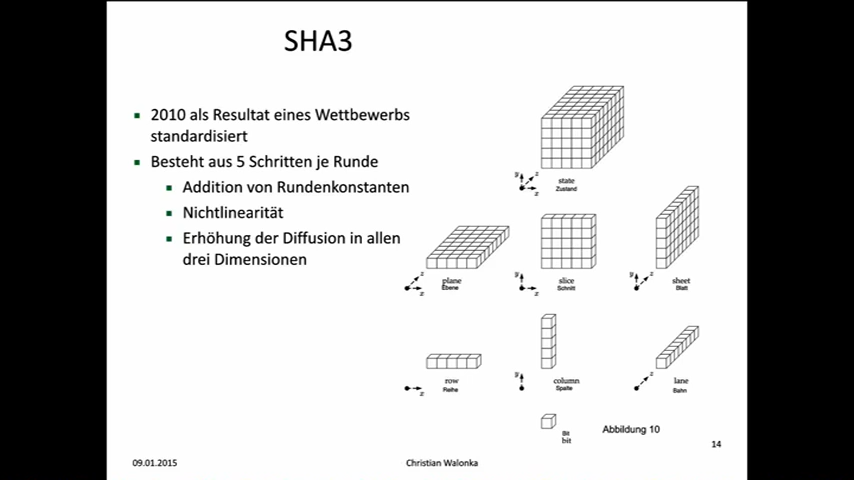 SHA3
2010 als Resultat eines Wettbewerbs
standardisiert
Besteht aus 5 Schritten je Runde
Addition von Rundenkonstanten
Nichtlinearität
Erhöhung der Diffusion in allen
drei Dimensionen
y z x
state
Zustand
z x
plane
Ebene
y x
slice
Schnitt
y z
sheet
Blatt
x
row
Reihe
y
column
Spalte
z
lane
Bahn
Bit
bit
Abbildung 10
14
09.01.2015
Christian Walonka